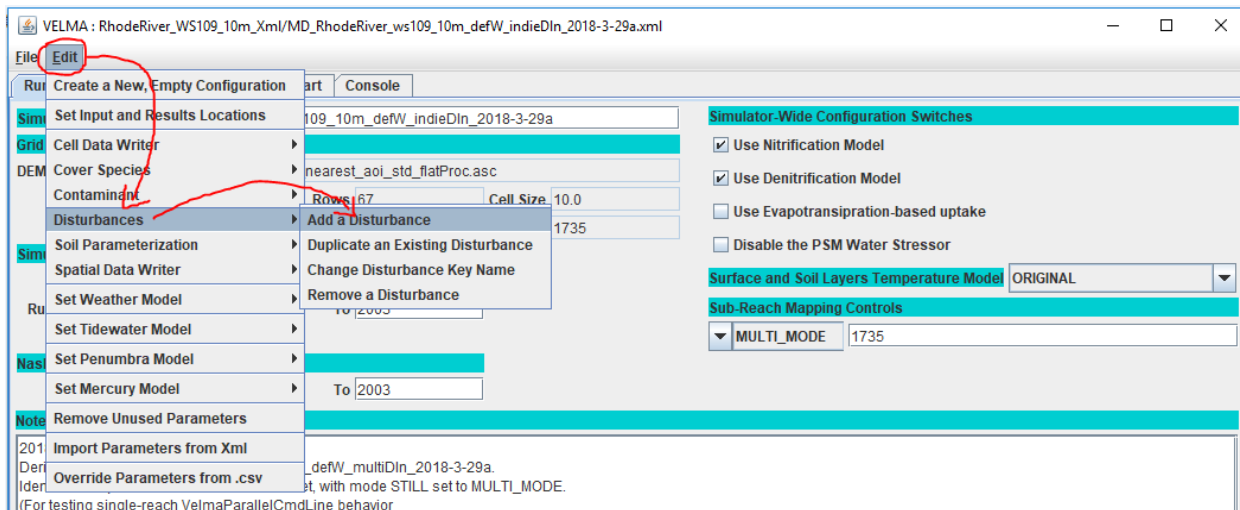 VELMA : RhodeRiver_WS109_10m_Xml/MD_RhodeRiver_ws109_10m_defW_indieDIn_2018-3-29a.xml
File Edit
Create a New, Empty Configuration
Console
Set Input and Results Locations
109_10m_defW_indieDIn_2018-3-29a
Simulator-Wide Configuration Switches
Grid
Cell Data Writer
Use Nitrification Model
DEM
Cover Species
nearest_aoi_std_flatProc.asc
Use Denitrification Model
Contaminant
Rows 67
Cell Size 10.0
Disturbances
Add a Disturbance
1735
Use Evapotransipration-based uptake
Soil Parameterization
Duplicate an Existing Disturbance
Disable the PSM Water Stressor
Spatial Data Writer
Change Disturbance Key Name
Surface and Soil Layers Temperature Model ORIGINAL
Set Weather Model
Remove a Disturbance
To 2003
Sub-Reach Mapping Controls
Set Tidewater Model
MULTI_MODE 1735
Set Penumbra Model
Set Mercury Model
To 2003
Remove Unused Parameters
Import Parameters from Xml
_defW_multiDIn_2018-3-29a.
Override Parameters from .csv
et, with mode STILL set to MULTI_MODE.
(For testing single-reach VelmaParallelCmdLine behavior